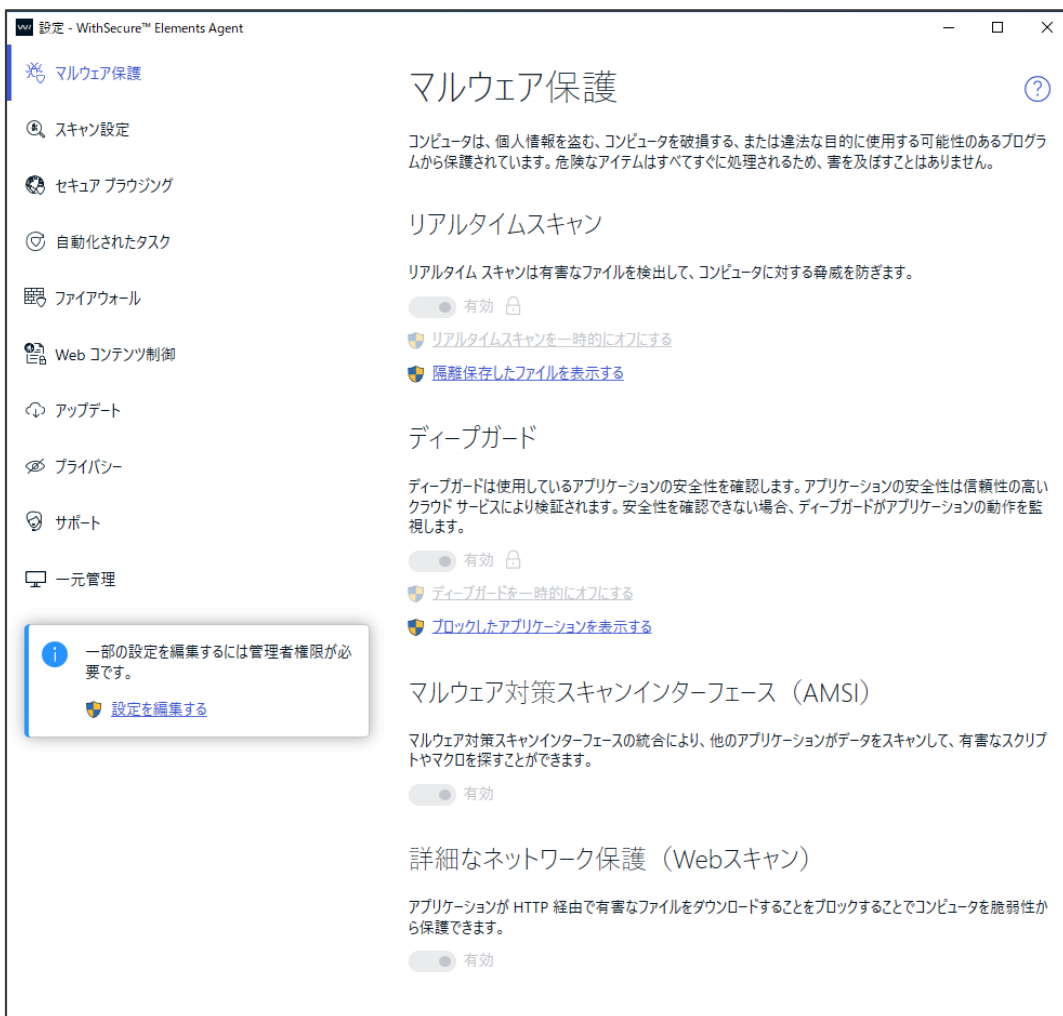 設定 - WithSecure™ Elements Agent
マルウェア保護
スキャン設定
セキュア ブラウジング
自動化されたタスク
ファイアウォール
Web コンテンツ制御
アップデート
プライバシー
サポート
一元管理
一部の設定を編集するには管理者権限が必
要です。
設定を編集する
マルウェア保護
コンピュータは、個人情報を盗む、コンピュータを破損する、または違法な目的に使用する可能性のあるプログラ
ムから保護されています。危険なアイテムはすべてすぐに処理されるため、害を及ぼすことはありません。
リアルタイムスキャン
リアルタイム スキャンは有害なファイルを検出して、コンピュータに対する脅威を防ぎます。
有効
リアルタイムスキャンを一時的にオフにする
隔離保存したファイルを表示する
ディープガード
ディープガードは使用しているアプリケーションの安全性を確認します。アプリケーションの安全性は信頼性の高い
クラウド サービスにより検証されます。安全性を確認できない場合、ディープガードがアプリケーションの動作を監
視します。
有効
ディープガードを一時的にオフにする
ブロックしたアプリケーションを表示する
マルウェア対策スキャンインターフェース（AMSI）
マルウェア対策スキャンインターフェースの統合により、他のアプリケーションがデータをスキャンして、有害なスクリプ
トやマクロを探すことができます。
有効
詳細なネットワーク保護（Webスキャン）
アプリケーションが HTTP 経由で有害なファイルをダウンロードすることをブロックすることでコンピュータを脆弱性か
ら保護できます。
有効